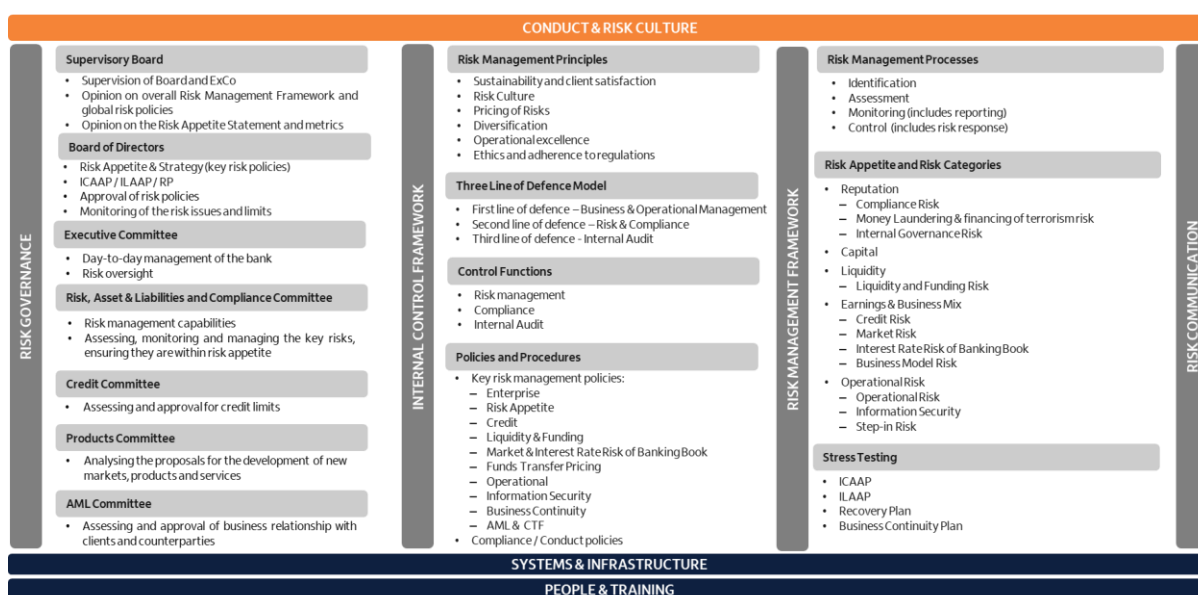 CONDUCT & RISK CULTURE
RISK GOVERNANCE
Supervisory Board
• Supervision of Board and ExCo
• Opinion on overall Risk Management Framework and
global risk policies
• Opinion on the Risk Appetite Statement and metrics
Board of Directors
• Risk Appetite & Strategy (key risk policies)
• ICAAP / ILAAP / RP
• Approval of risk policies
• Monitoring of the risk issues and limits
Executive Committee
• Day-to-day management of the bank
• Risk oversight
Risk, Asset & Liabilities and Compliance Committee
• Risk management capabilities
• Assessing, monitoring and managing the key risks,
ensuring they are within risk appetite
Credit Committee
• Assessing and approval for credit limits
Products Committee
• Analysing the proposals for the development of new
markets, products and services
AML Committee
• Assessing and approval of business relationship with
clients and counterparties
INTERNAL CONTROL FRAMEWORK
Risk Management Principles
• Sustainability and client satisfaction
• Risk Culture
• Pricing of Risks
• Diversification
• Operational excellence
• Ethics and adherence to regulations
Three Line of Defence Model
• First line of defence – Business & Operational Management
• Second line of defence – Risk & Compliance
• Third line of defence - Internal Audit
Control Functions
• Risk management
• Compliance
• Internal Audit
Policies and Procedures
• Key risk management policies:
– Enterprise
– Risk Appetite
– Credit
– Liquidity & Funding
– Market & Interest Rate Risk of Banking Book
– Funds Transfer Pricing
– Operational
– Information Security
– Business Continuity
– AML & CTF
• Compliance / Conduct policies
RISK MANAGEMENT FRAMEWORK
Risk Management Processes
• Identification
• Assessment
• Monitoring (includes reporting)
• Control (includes risk response)
Risk Appetite and Risk Categories
• Reputation
– Compliance Risk
– Money Laundering & financing of terrorism risk
– Internal Governance Risk
• Capital
• Liquidity
– Liquidity and Funding Risk
• Earnings & Business Mix
– Credit Risk
– Market Risk
– Interest Rate Risk of Banking Book
– Business Model Risk
• Operational Risk
– Operational Risk
– Information Security
– Step-in Risk
Stress Testing
• ICAAP
• ILAAP
• Recovery Plan
• Business Continuity Plan
RISK COMMUNICATION
SYSTEMS & INFRASTRUCTURE
PEOPLE & TRAINING